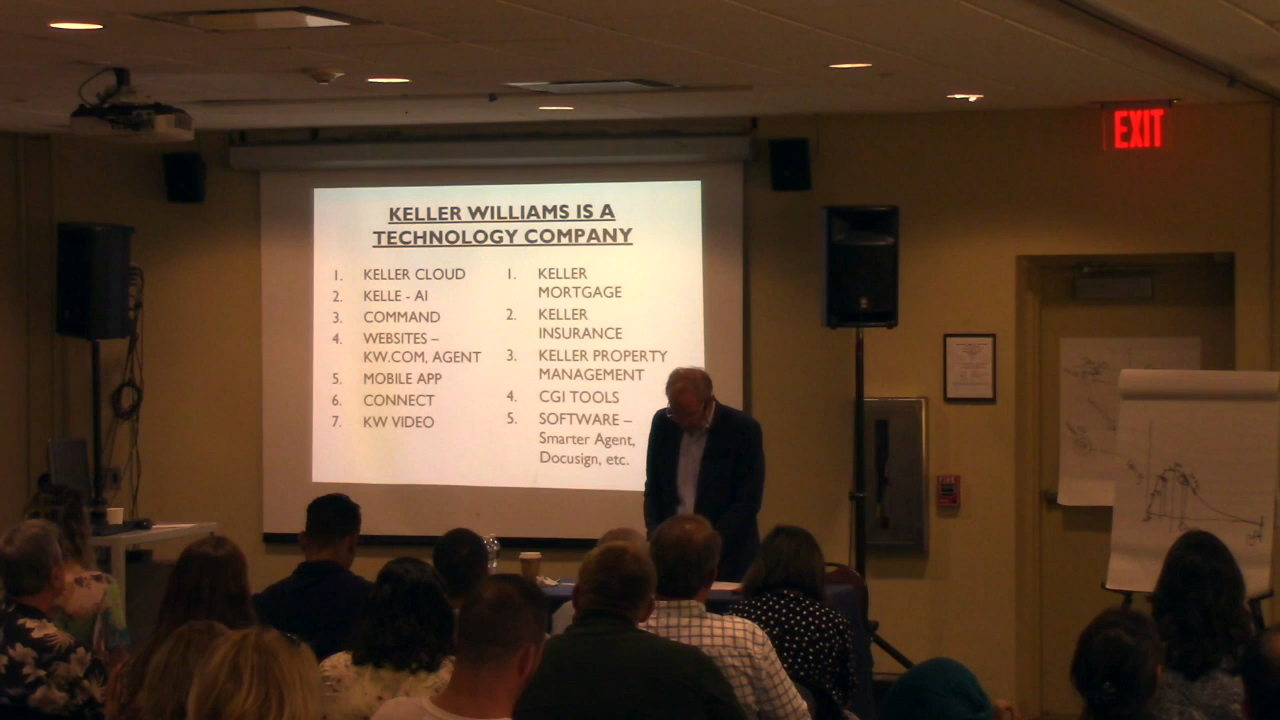 KELLER WILLIAMS IS A
TECHNOLOGY COMPANY
1. KELLER CLOUD
2. KELLE - AI
3. COMMAND
4. WEBSITES –
KW.COM, AGENT
5. MOBILE APP
6. CONNECT
7. KW VIDEO
1. KELLER
MORTGAGE
2. KELLER
INSURANCE
3. KELLER PROPERTY
MANAGEMENT
4. CGI TOOLS
5. SOFTWARE –
Smarter Agent,
Docusign, etc.
EXIT
FIRE